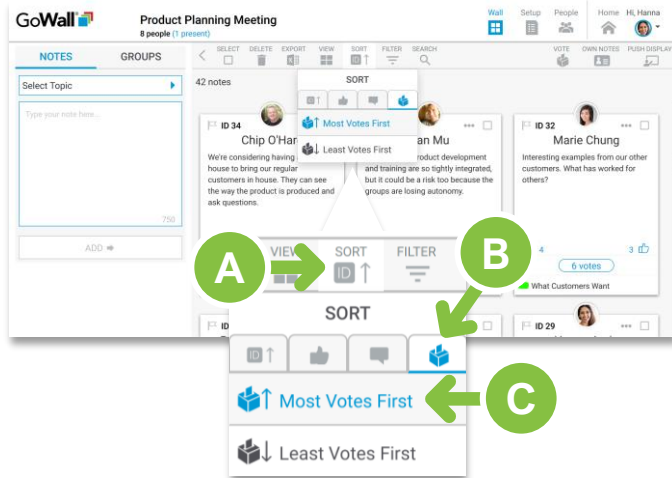 GoWall
Product Planning Meeting
8 people (1 present)
Wall
Setup
People
Home
Hi, Hanna
NOTES
GROUPS
SELECT
DELETE
EXPORT
VIEW
SORT
FILTER
SEARCH
VOTE
OWN NOTES
PUSH DISPLAY
Select Topic
Type your note here...
750
ADD
42 notes
SORT
ID
Most Votes First
Least Votes First
ID 34
Chip O'Har
We're considering having
house to bring our regular
customers in house. They can see
the way the product is produced and
ask questions.
an Mu
roduct development
and training are so tightly integrated,
but it could be a risk too because the
groups are losing autonomy.
ID 32
Marie Chung
Interesting examples from our other
customers. What has worked for
others?
4
3
6 votes
What Customers Want
ID 29
A
VIEW
SORT
FILTER
ID
B
SORT
ID
Most Votes First
C
Least Votes First